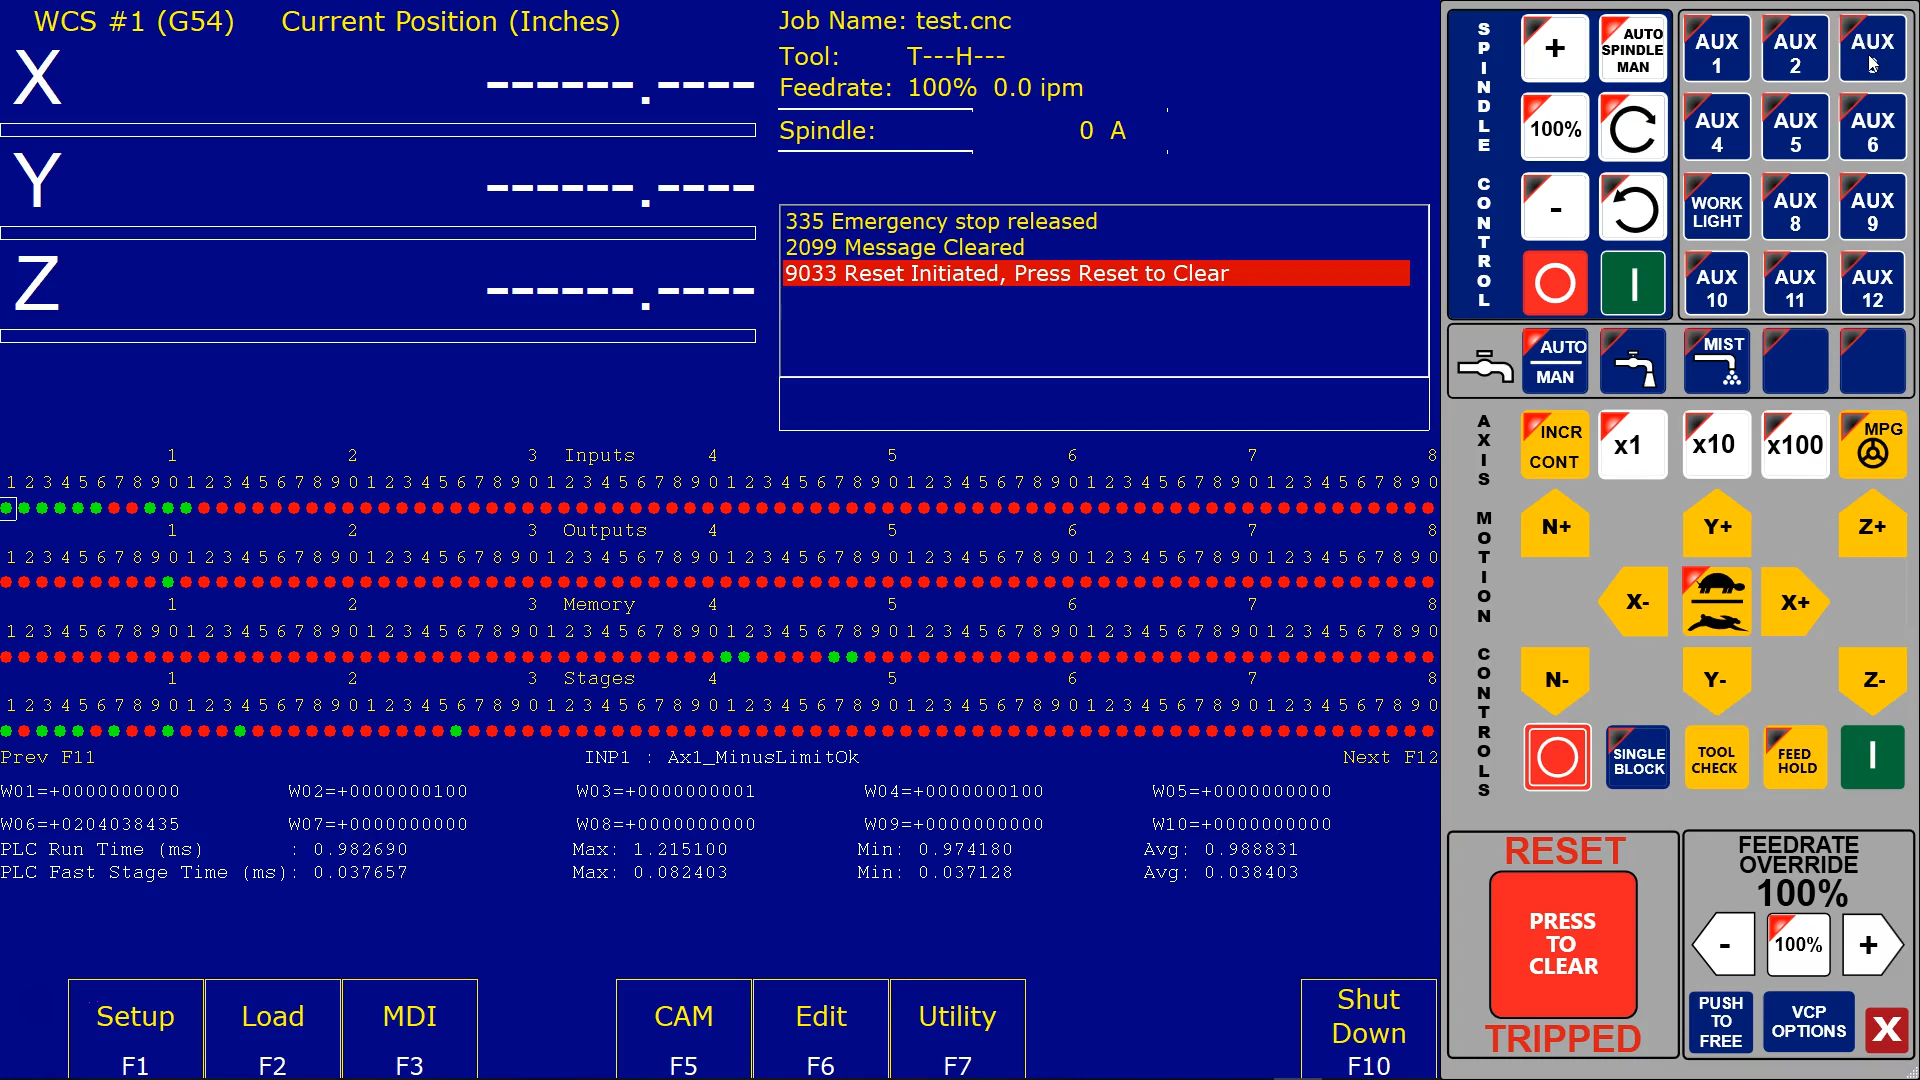 WCS #1 (G54) Current Position (Inches)
X ------.----
Y ------.----
Z ------.----
Job Name: test.cnc
Tool: T---H---
Feedrate: 100% 0.0 ipm
Spindle: 0 A
335 Emergency stop released
2099 Message Cleared
9033 Reset Initiated, Press Reset to Clear
1 2 3 Inputs 4 5 6 7 8
1 2 3 4 5 6 7 8 9 0 1 2 3 4 5 6 7 8 9 0 1 2 3 4 5 6 7 8 9 0 1 2 3 4 5 6 7 8 9 0 1 2 3 4 5 6 7 8 9 0 1 2 3 4 5 6 7 8 9 0 1 2 3 4 5 6 7 8 9 0 1 2 3 4 5 6 7 8 9 0
1 2 3 Outputs 4 5 6 7 8
1 2 3 4 5 6 7 8 9 0 1 2 3 4 5 6 7 8 9 0 1 2 3 4 5 6 7 8 9 0 1 2 3 4 5 6 7 8 9 0 1 2 3 4 5 6 7 8 9 0 1 2 3 4 5 6 7 8 9 0 1 2 3 4 5 6 7 8 9 0 1 2 3 4 5 6 7 8 9 0
1 2 3 Memory 4 5 6 7 8
1 2 3 4 5 6 7 8 9 0 1 2 3 4 5 6 7 8 9 0 1 2 3 4 5 6 7 8 9 0 1 2 3 4 5 6 7 8 9 0 1 2 3 4 5 6 7 8 9 0 1 2 3 4 5 6 7 8 9 0 1 2 3 4 5 6 7 8 9 0 1 2 3 4 5 6 7 8 9 0
1 2 3 Stages 4 5 6 7 8
1 2 3 4 5 6 7 8 9 0 1 2 3 4 5 6 7 8 9 0 1 2 3 4 5 6 7 8 9 0 1 2 3 4 5 6 7 8 9 0 1 2 3 4 5 6 7 8 9 0 1 2 3 4 5 6 7 8 9 0 1 2 3 4 5 6 7 8 9 0 1 2 3 4 5 6 7 8 9 0
Prev F11 INP1 : Ax1_MinusLimitOk Next F12
W01=+0000000000 W02=+0000000100 W03=+0000000001 W04=+0000000100 W05=+0000000000
W06=+0204038435 W07=+0000000000 W08=+0000000000 W09=+0000000000 W10=+0000000000
PLC Run Time (ms) : 0.982690 Max: 1.215100 Min: 0.974180 Avg: 0.988831
PLC Fast Stage Time (ms): 0.037657 Max: 0.082403 Min: 0.037128 Avg: 0.038403
Setup
F1
Load
F2
MDI
F3
CAM
F5
Edit
F6
Utility
F7
Shut
Down
F10
SPINDLE CONTROL
+
AUTO
SPINDLE
MAN
100%
-
AUX
1
AUX
2
AUX
AUX
4
AUX
5
AUX
6
WORK
LIGHT
AUX
8
AUX
9
AUX
10
AUX
11
AUX
12
AUTO
MAN
MIST
AXIS MOTION CONTROLS
INCR
CONT
x1
x10
x100
MPG
N+
Y+
Z+
X-
X+
N-
Y-
Z-
SINGLE
BLOCK
TOOL
CHECK
FEED
HOLD
RESET
PRESS
TO
CLEAR
TRIPPED
FEEDRATE
OVERRIDE
100%
-
100%
+
PUSH
TO
FREE
VCP
OPTIONS
X